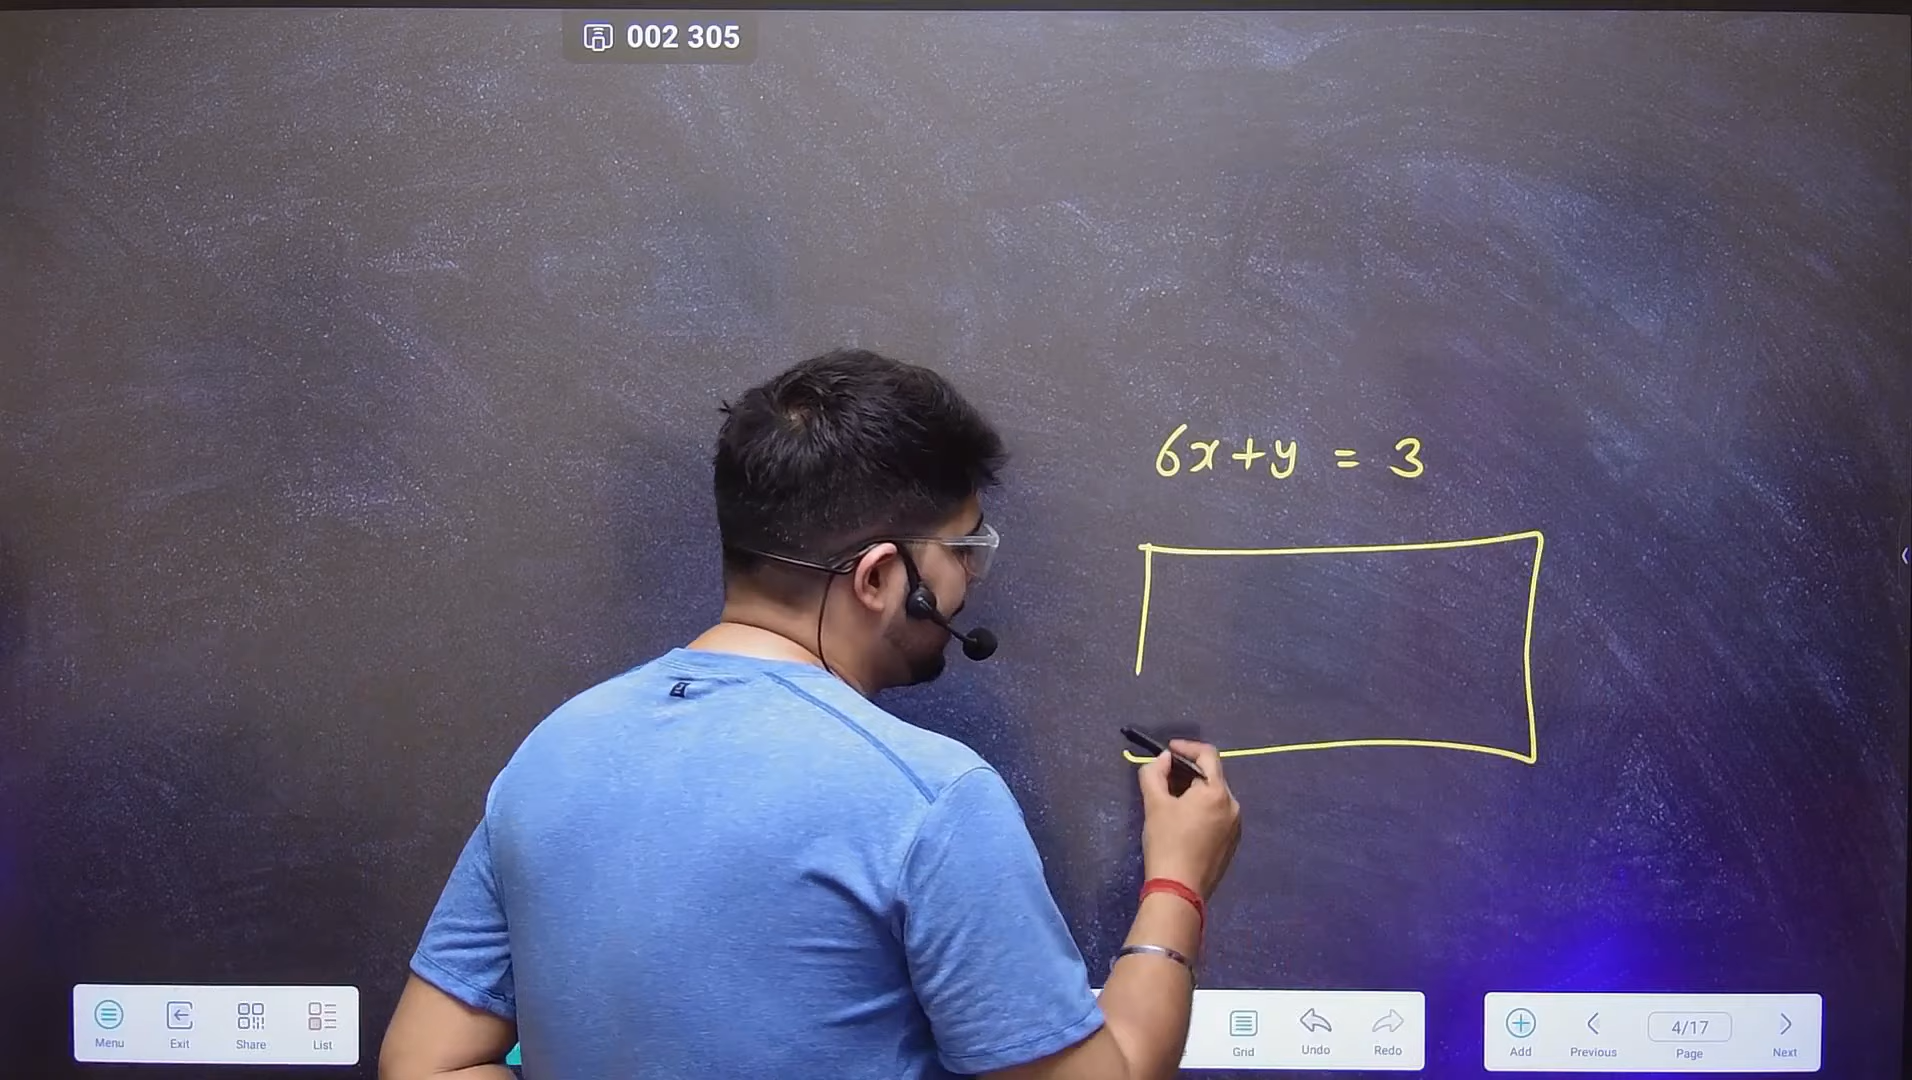 002 305
6x+y = 3
Menu Exit Share List
Grid Undo Redo
Add Previous 4/17 Page Next